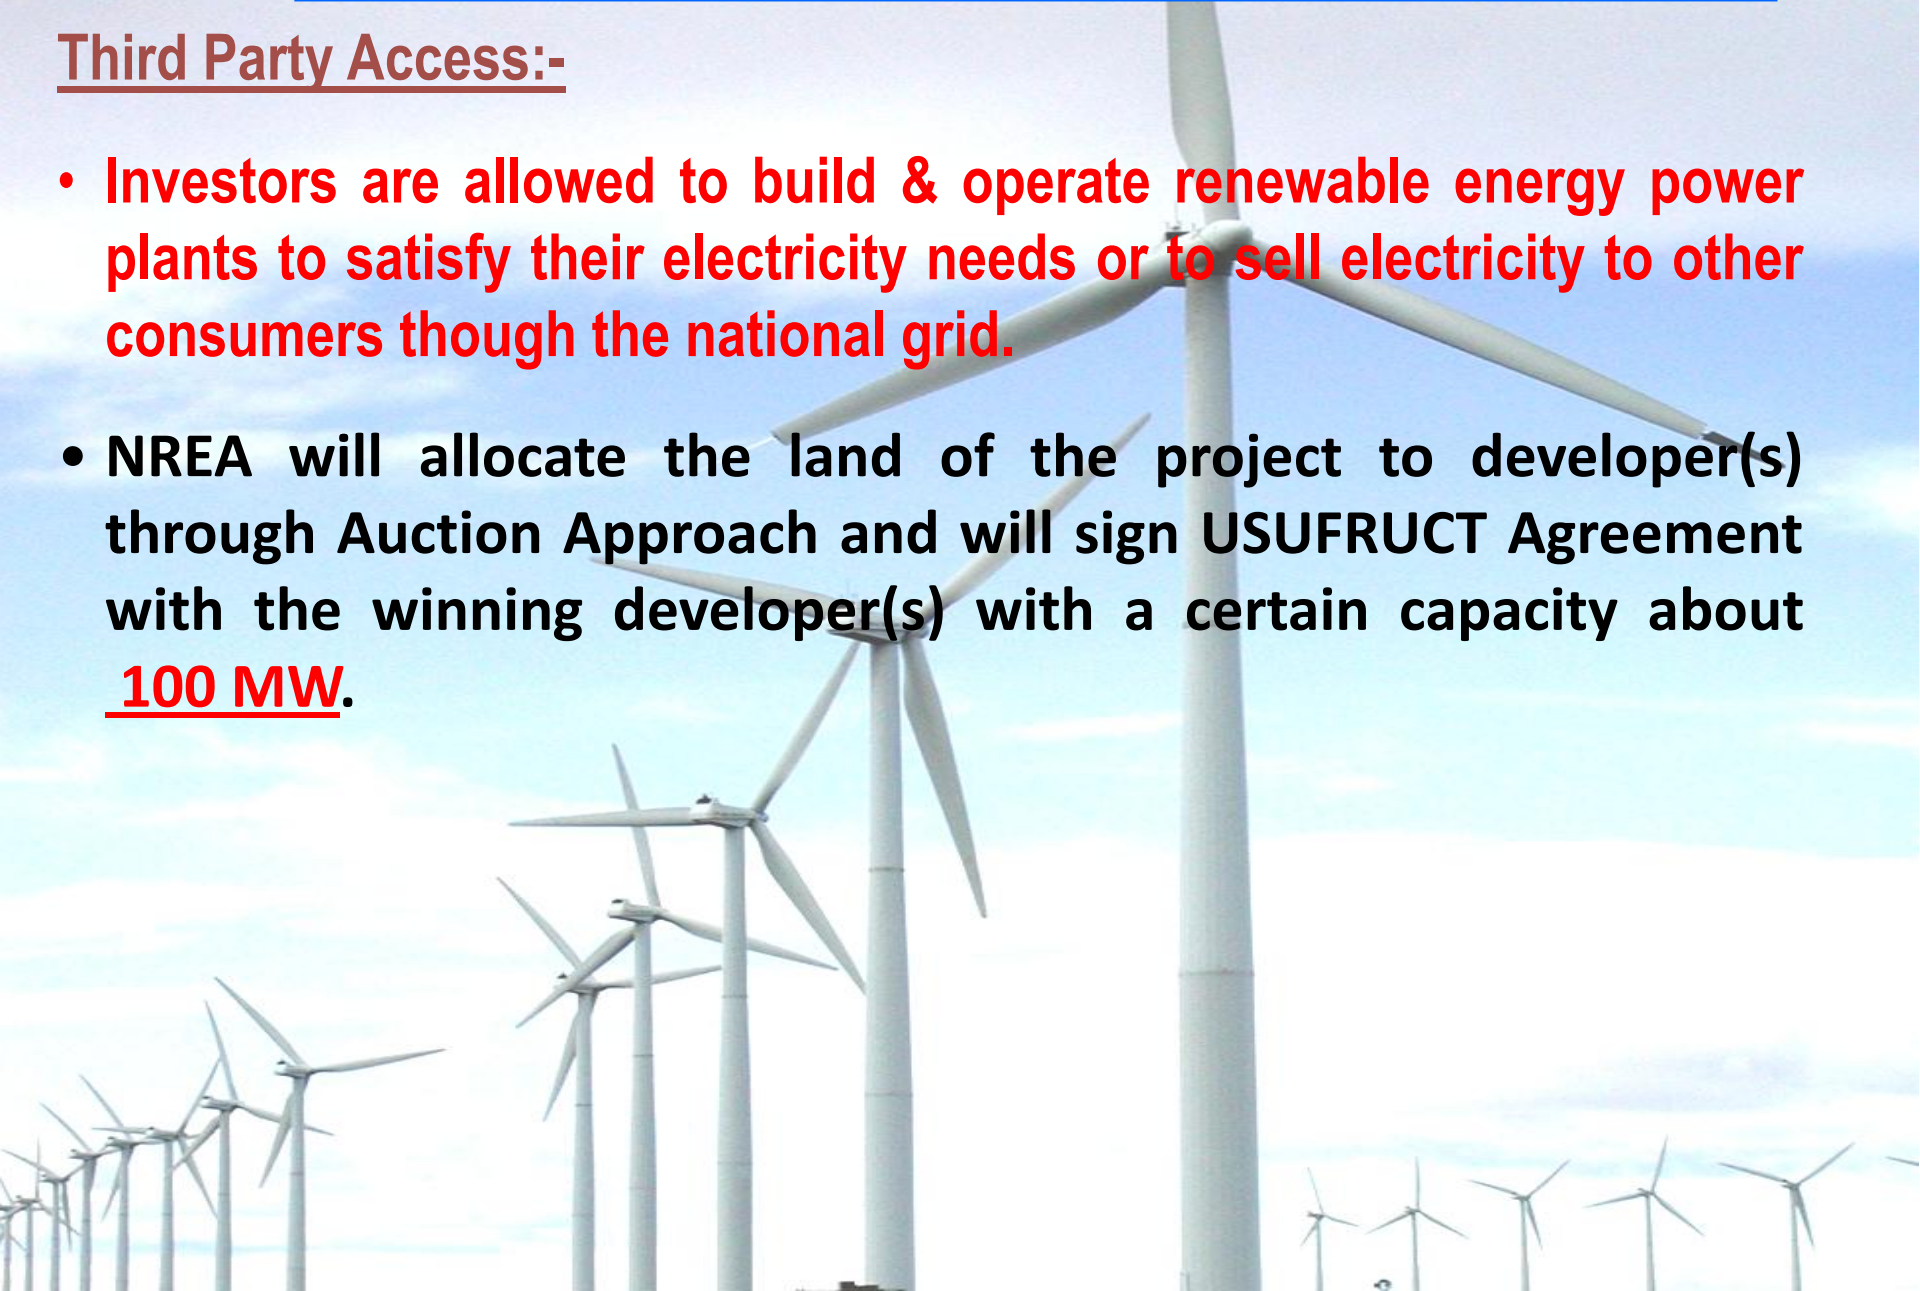 Third Party Access:-
• Investors are allowed to build & operate renewable energy power
plants to satisfy their electricity needs or to sell electricity to other
consumers though the national grid.
• NREA will allocate the land of the project to developer(s)
through Auction Approach and will sign USUFRUCT Agreement
with the winning developer(s) with a certain capacity about
100 MW.